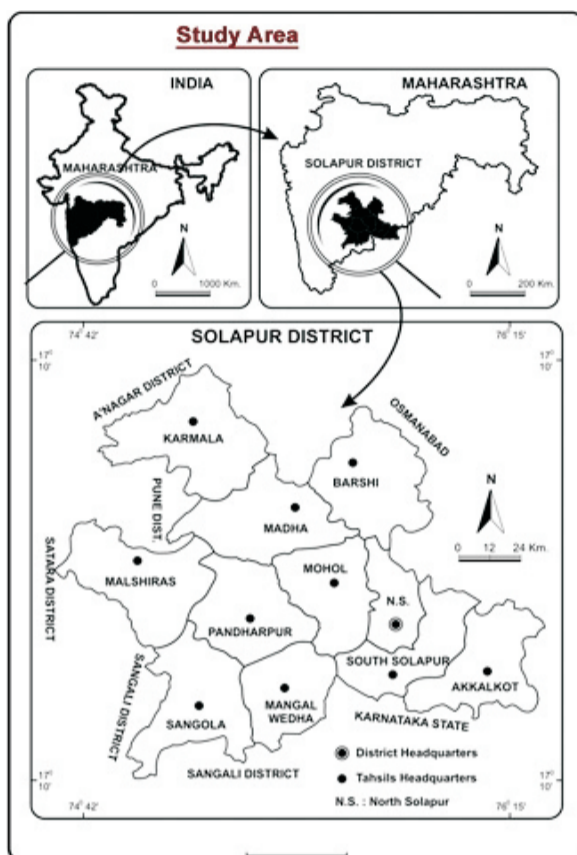 Study Area
INDIA
MAHARASHTRA
N
0 1000 Km.
MAHARASHTRA
SOLAPUR DISTRICT
N
0 200 Km.
SOLAPUR DISTRICT
74° 42'
76° 15'
17°
10'
17°
10'
A'NAGAR DISTRICT
OSMANABAD
KARMALA
BARSHI
PUNE DIST.
MADHA
N
0 12 24 Km.
SATARA DISTRICT
MALSHIRAS
MOHOL
N.S.
PANDHARPUR
SOUTH SOLAPUR
AKKALKOT
SANGALI DISTRICT
SANGOLA
MANGAL
WEDHA
KARNATAKA STATE
SANGALI DISTRICT
District Headquarters
Tahsils Headquarters
N.S. : North Solapur
17°
10'
17°
10'
74° 42'
76° 15'